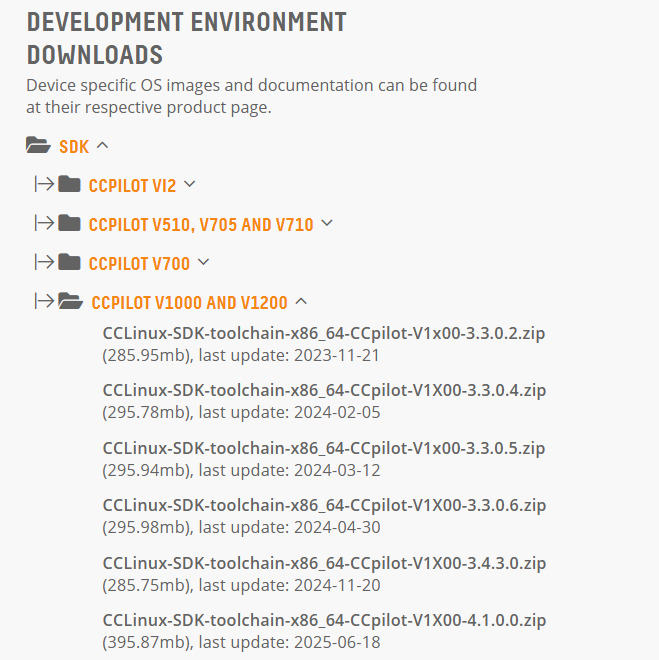 DEVELOPMENT ENVIRONMENT
DOWNLOADS
Device specific OS images and documentation can be found
at their respective product page.
SDK
CCPILOT VI2
CCPILOT V510, V705 AND V710
CCPILOT V700
CCPILOT V1000 AND V1200
CCLinux-SDK-toolchain-x86_64-CCpilot-V1x00-3.3.0.2.zip
(285.95mb), last update: 2023-11-21
CCLinux-SDK-toolchain-x86_64-CCpilot-V1X00-3.3.0.4.zip
(295.78mb), last update: 2024-02-05
CCLinux-SDK-toolchain-x86_64-CCpilot-V1x00-3.3.0.5.zip
(295.94mb), last update: 2024-03-12
CCLinux-SDK-toolchain-x86_64-CCpilot-V1X00-3.3.0.6.zip
(295.98mb), last update: 2024-04-30
CCLinux-SDK-toolchain-x86_64-CCpilot-V1X00-3.4.3.0.zip
(285.75mb), last update: 2024-11-20
CCLinux-SDK-toolchain-x86_64-CCpilot-V1X00-4.1.0.0.zip
(395.87mb), last update: 2025-06-18